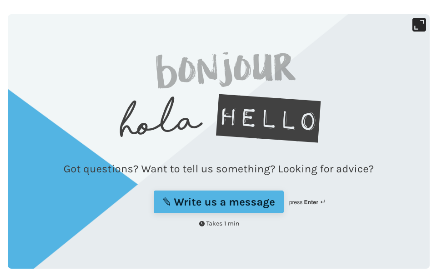 bonjour
hola HELLO
Got questions? Want to tell us something? Looking for advice?
Write us a message press Enter ↵
Takes 1 min